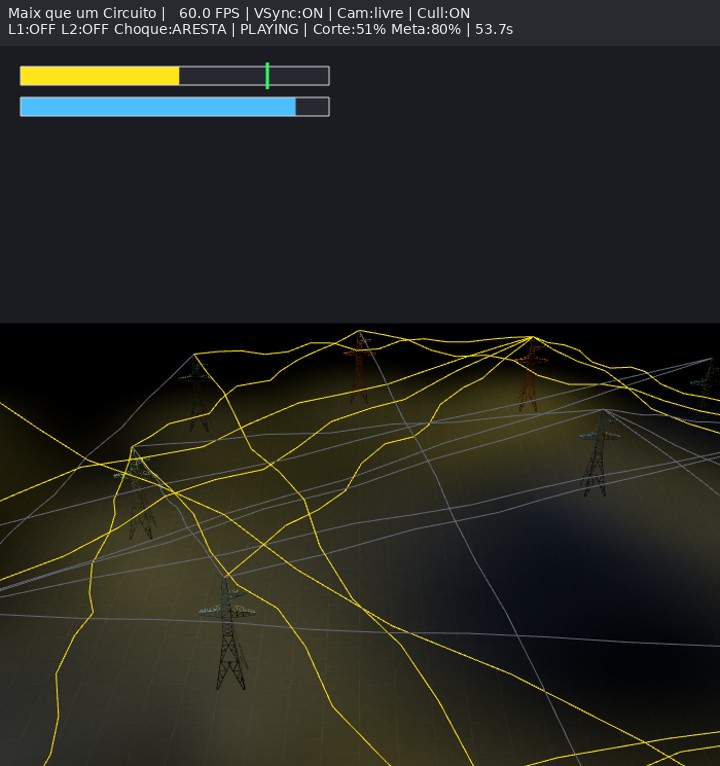 Maix que um Circuito |   60.0 FPS | VSync:ON | Cam:livre | Cull:ON
L1:OFF L2:OFF Choque:ARESTA | PLAYING | Corte:51% Meta:80% | 53.7s